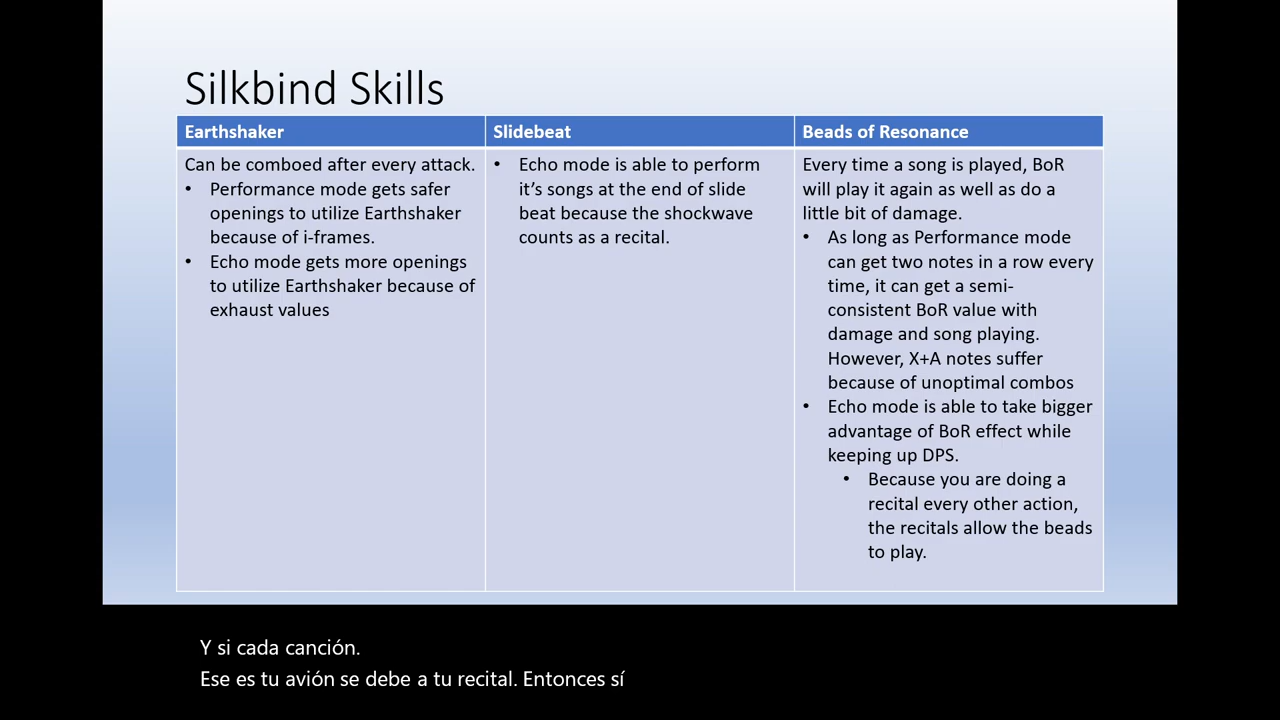 Silkbind Skills
Earthshaker
Slidebeat
Beads of Resonance
Can be comboed after every attack.
• Performance mode gets safer
openings to utilize Earthshaker
because of i-frames.
• Echo mode gets more openings
to utilize Earthshaker because of
exhaust values
• Echo mode is able to perform
it's songs at the end of slide
beat because the shockwave
counts as a recital.
Every time a song is played, BoR
will play it again as well as do a
little bit of damage.
• As long as Performance mode
can get two notes in a row every
time, it can get a semi-
consistent BoR value with
damage and song playing.
However, X+A notes suffer
because of unoptimal combos
• Echo mode is able to take bigger
advantage of BoR effect while
keeping up DPS.
• Because you are doing a
recital every other action,
the recitals allow the beads
to play.
Y si cada canción.
Ese es tu avión se debe a tu recital. Entonces sí